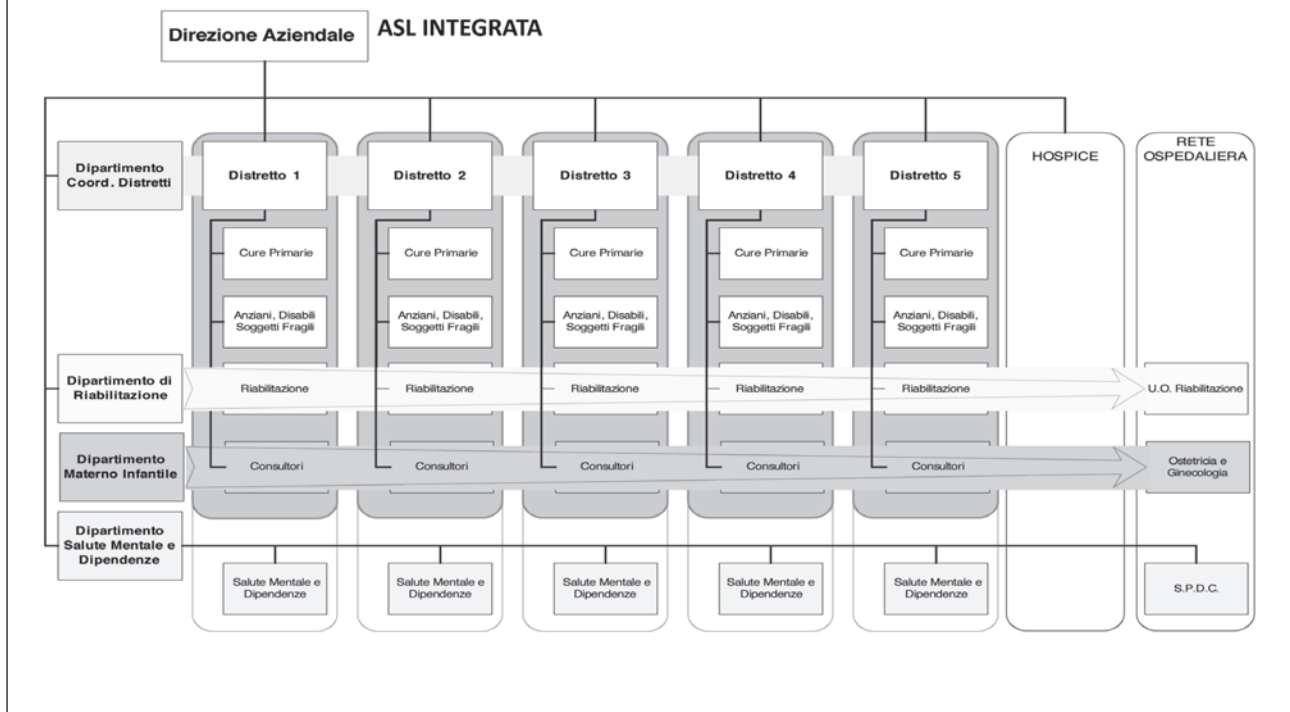 Direzione Aziendale
ASL INTEGRATA
Dipartimento
Coord. Distretti
Distretto 1
Distretto 2
Distretto 3
Distretto 4
Distretto 5
HOSPICE
RETE
OSPEDALIERA
Cure Primarie
Cure Primarie
Cure Primarie
Cure Primarie
Cure Primarie
Anziani, Disabili
Soggetti Fragili
Anziani, Disabili,
Soggetti Fragili
Anziani, Disabili,
Soggetti Fragili
Anziani, Disabili,
Soggetti Fragili
Anziani, Disabili,
Soggetti Fragili
Dipartimento di
Riabilitazione
Riabilitazione
Riabilitazione
Riabilitazione
Riabilitazione
Riabilitazione
U.O. Riabilitazione
Dipartimento
Materno Infantile
Consultori
Consultori
Consultori
Consultori
Consultori
Ostetricia e
Ginecologia
Dipartimento
Salute Mentale e
Dipendenze
Salute Mentale e
Dipendenze
Salute Mentale e
Dipendenze
Salute Mentale e
Dipendenze
Salute Mentale e
Dipendenze
Salute Mentale e
Dipendenze
S.P.D.C.